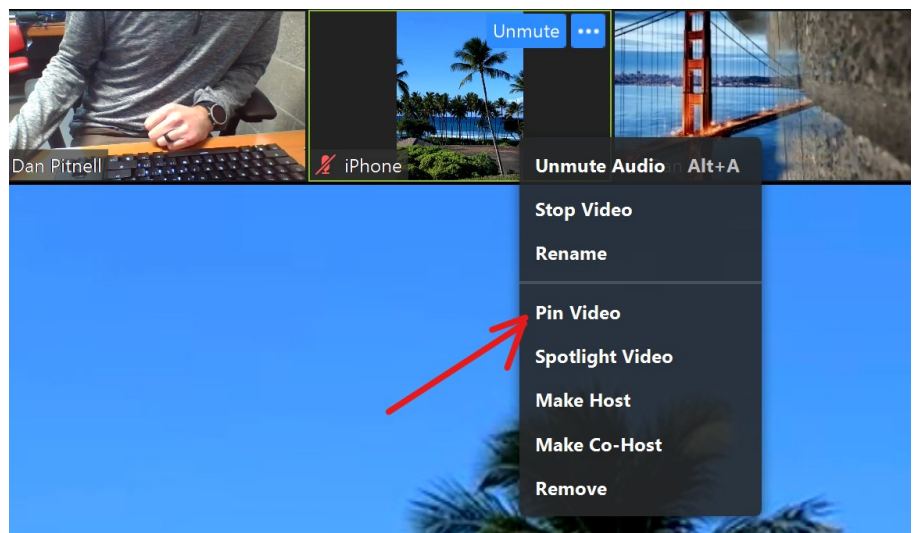 Unmute ...
Dan Pitnell
iPhone
Unmute Audio Alt+A
Stop Video
Rename
Pin Video
Spotlight Video
Make Host
Make Co-Host
Remove